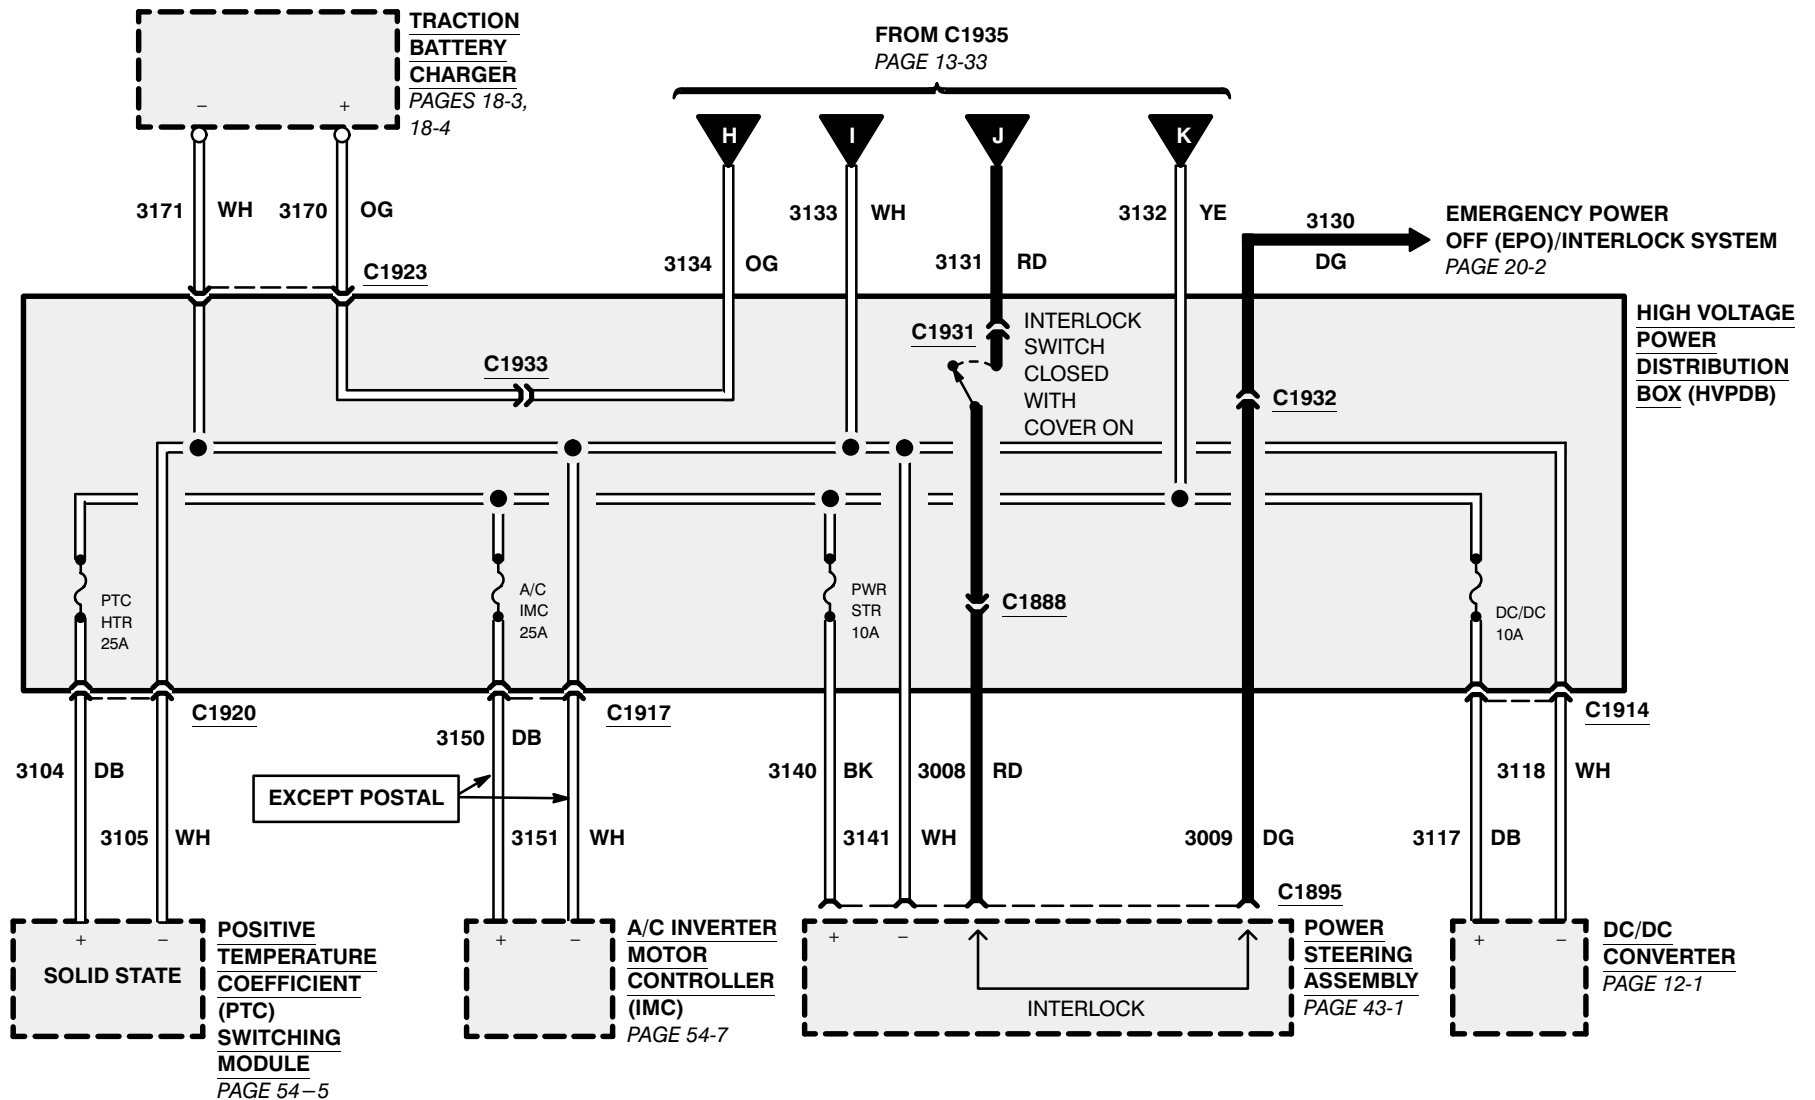 TRACTION
BATTERY
CHARGER
PAGES 18-3,
18-4
– +
FROM C1935
PAGE 13-33
H I J K
3171 WH 3170 OG
3133 WH
3132 YE
3134 OG
3131 RD
3130
DG
EMERGENCY POWER
OFF (EPO)/INTERLOCK SYSTEM
PAGE 20-2
C1923
C1933
C1931
INTERLOCK
SWITCH
CLOSED
WITH
COVER ON
C1932
HIGH VOLTAGE
POWER
DISTRIBUTION
BOX (HVPDB)
PTC
HTR
25A
A/C
IMC
25A
PWR
STR
10A
C1888
DC/DC
10A
C1920
C1917
C1914
3104 DB
3105 WH
3150 DB
EXCEPT POSTAL
3151 WH
3140 BK
3141 WH
3008 RD
3009 DG
3118 WH
3117 DB
C1895
+ –
SOLID STATE
POSITIVE
TEMPERATURE
COEFFICIENT
(PTC)
SWITCHING
MODULE
PAGE 54–5
+ –
A/C INVERTER
MOTOR
CONTROLLER
(IMC)
PAGE 54-7
+ –
INTERLOCK
POWER
STEERING
ASSEMBLY
PAGE 43-1
+ –
DC/DC
CONVERTER
PAGE 12-1